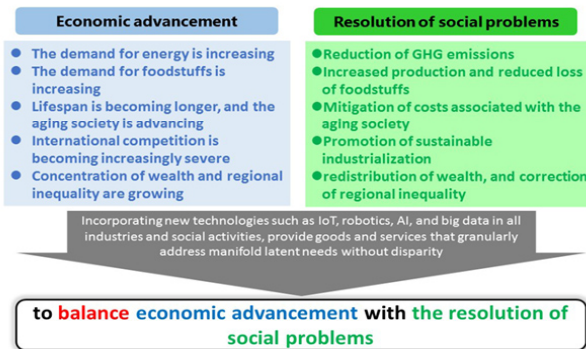 Economic advancement
The demand for energy is increasing
The demand for foodstuffs is
increasing
Lifespan is becoming longer, and the
aging society is advancing
International competition is
becoming increasingly severe
Concentration of wealth and regional
inequality are growing
Resolution of social problems
Reduction of GHG emissions
Increased production and reduced loss
of foodstuffs
Mitigation of costs associated with the
aging society
Promotion of sustainable
industrialization
redistribution of wealth, and correction
of regional inequality
Incorporating new technologies such as IoT, robotics, AI, and big data in all
industries and social activities, provide goods and services that granularly
address manifold latent needs without disparity
to balance economic advancement with the resolution of
social problems